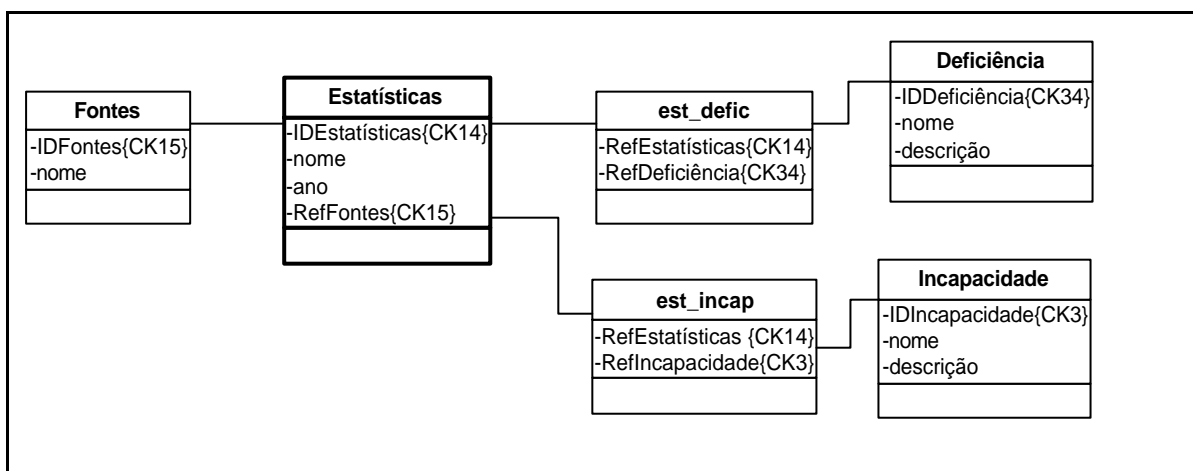 Fontes
-IDFontes{CK15}
-nome
Estatísticas
-IDEstatísticas{CK14}
-nome
-ano
-RefFontes{CK15}
est_defic
-RefEstatísticas{CK14}
-RefDeficiência{CK34}
Deficiência
-IDDeficiência{CK34}
-nome
-descrição
est_incap
-RefEstatísticas {CK14}
-RefIncapacidade{CK3}
Incapacidade
-IDIncapacidade{CK3}
-nome
-descrição